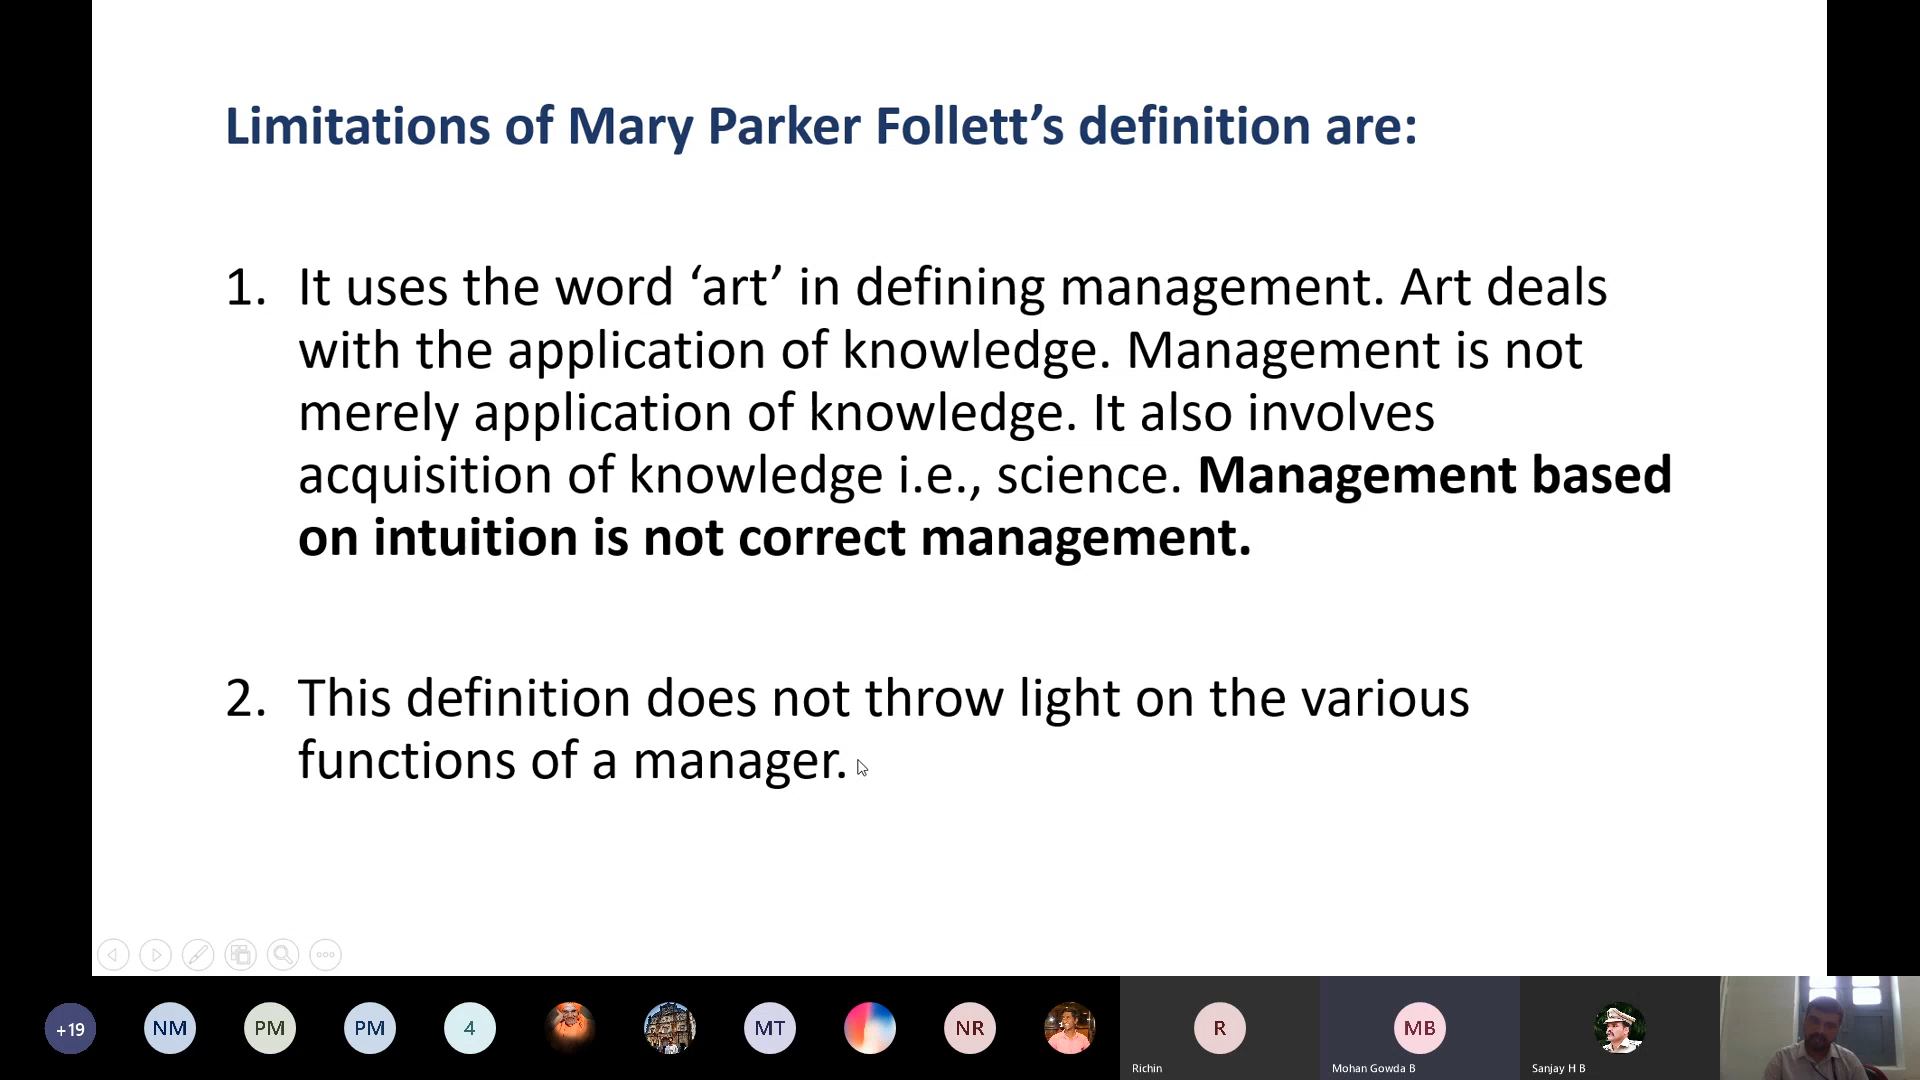 Limitations of Mary Parker Follett’s definition are:
1. It uses the word ‘art’ in defining management. Art deals
with the application of knowledge. Management is not
merely application of knowledge. It also involves
acquisition of knowledge i.e., science. Management based
on intuition is not correct management.
2. This definition does not throw light on the various
functions of a manager.
+19 NM PM PM 4 MT NR R MB
Richin Mohan Gowda B Sanjay H B